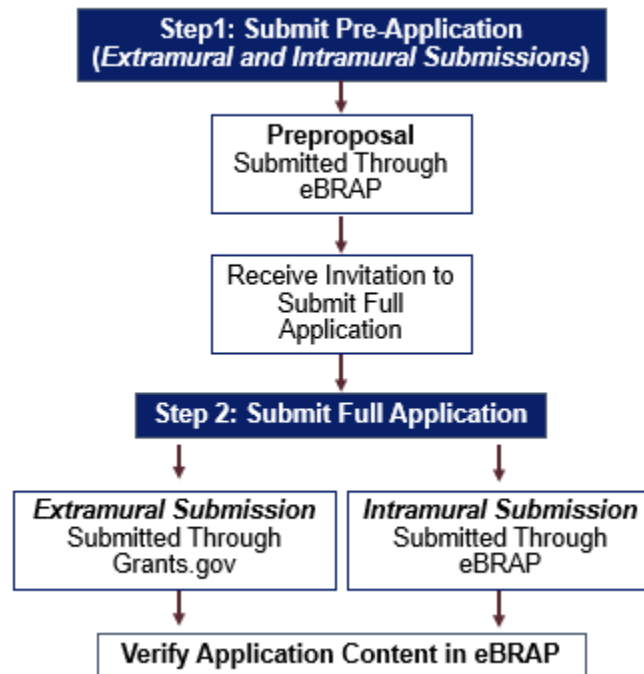 Step1: Submit Pre-Application
(Extramural and Intramural Submissions)
Preproposal
Submitted Through
eBRAP
Receive Invitation to
Submit Full
Application
Step 2: Submit Full Application
Extramural Submission
Submitted Through
Grants.gov
Intramural Submission
Submitted Through
eBRAP
Verify Application Content in eBRAP